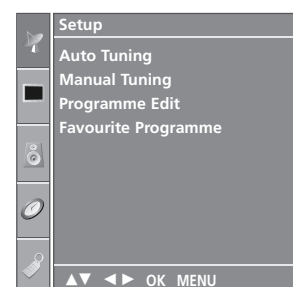 Setup
Auto Tuning
Manual Tuning
Programme Edit
Favourite Programme
▲▼ ◄► OK MENU